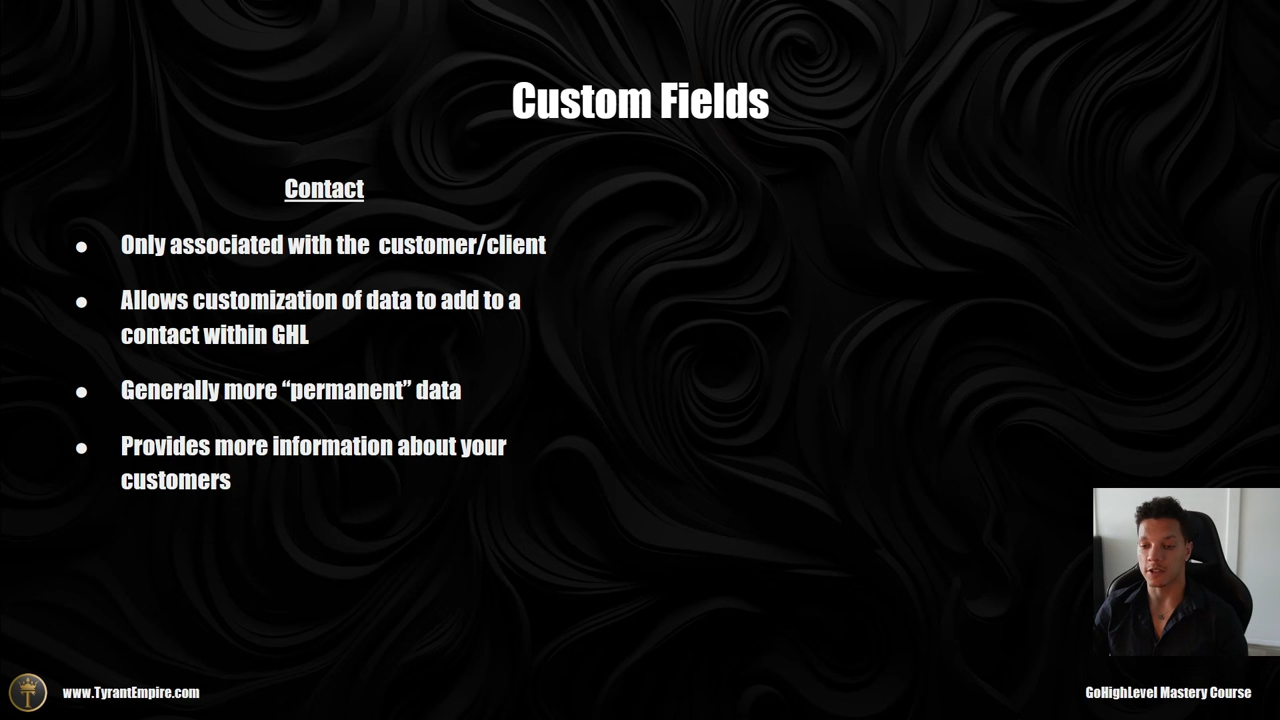 Custom Fields
Contact
● Only associated with the  customer/client
● Allows customization of data to add to a
contact within GHL
● Generally more “permanent” data
● Provides more information about your
customers
T
www.TyrantEmpire.com
GoHighLevel Mastery Course